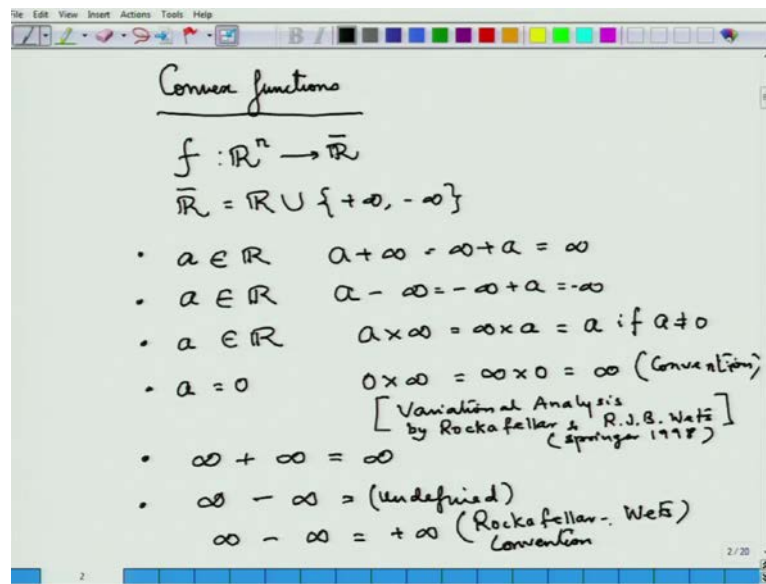 File Edit View Insert Actions Tools Help
B I
Convex functions
f : ℝⁿ → ℝ̄
ℝ̄ = ℝ ∪ {+∞, -∞}
• a ∈ ℝ a + ∞ = ∞ + a = ∞
• a ∈ ℝ a - ∞ = -∞ + a = -∞
• a ∈ ℝ a × ∞ = ∞ × a = a if a ≠ 0
• a = 0 0 × ∞ = ∞ × 0 = ∞ (Convention)
[Variational Analysis
by Rockafellar & R.J.B. Wets]
(Springer 1998)
• ∞ + ∞ = ∞
• ∞ - ∞ = (undefined)
∞ - ∞ = +∞ (Rockafellar - Wets)
Convention
2/20
2